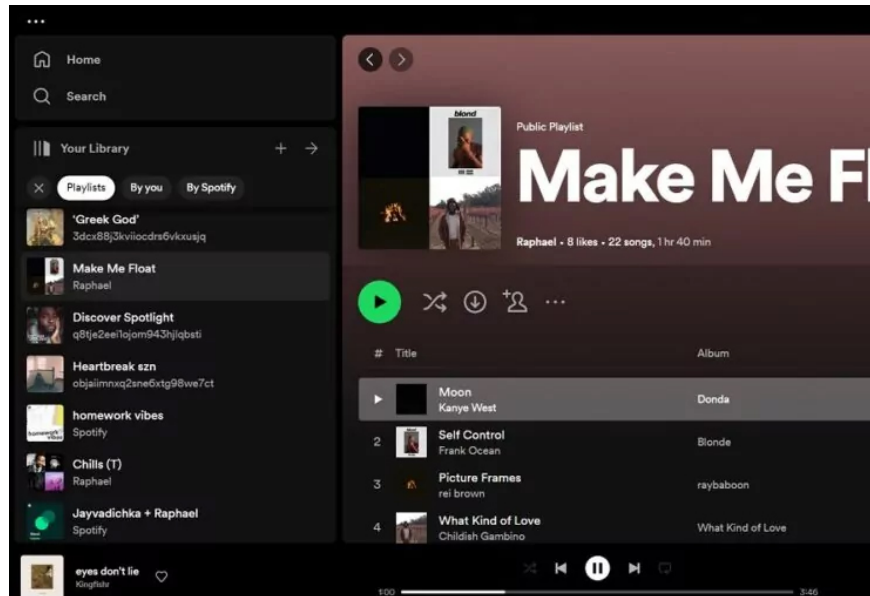 Home
Search
Your Library
Playlists By you By Spotify
'Greek God'
3dcx88j3kviiocdrs6vkxusjq
Make Me Float
Raphael
Discover Spotlight
q8tje2eei1ojom943hjlqbsti
Heartbreak szn
objaiimnxq2sne6xtg98we7ct
homework vibes
Spotify
Chills (T)
Raphael
Jayvadichka + Raphael
Spotify
blond
Public Playlist
Make Me Fl
Raphael • 8 likes • 22 songs, 1 hr 40 min
# Title Album
Moon Donda
Kanye West
2 Self Control Blonde
Frank Ocean
3 Picture Frames raybaboon
rei brown
4 What Kind of Love What Kind of Love
Childish Gambino
eyes don't lie
Kingfishr
1:00 3:46